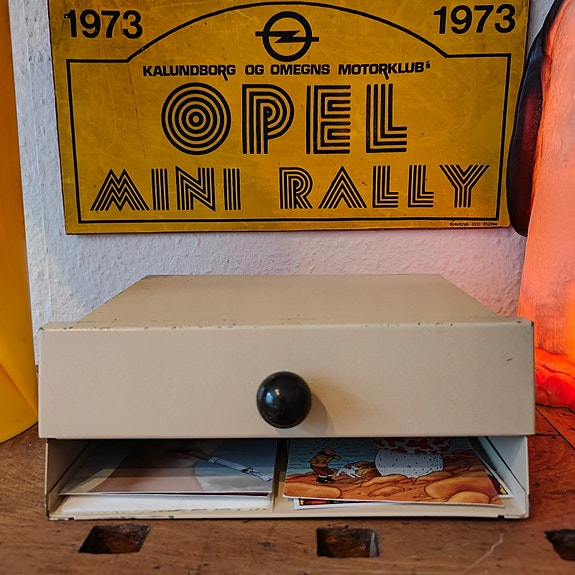 1973 1973
KALUNDBORG OG OMEGNS MOTORKLUB's
OPEL
MINI RALLY